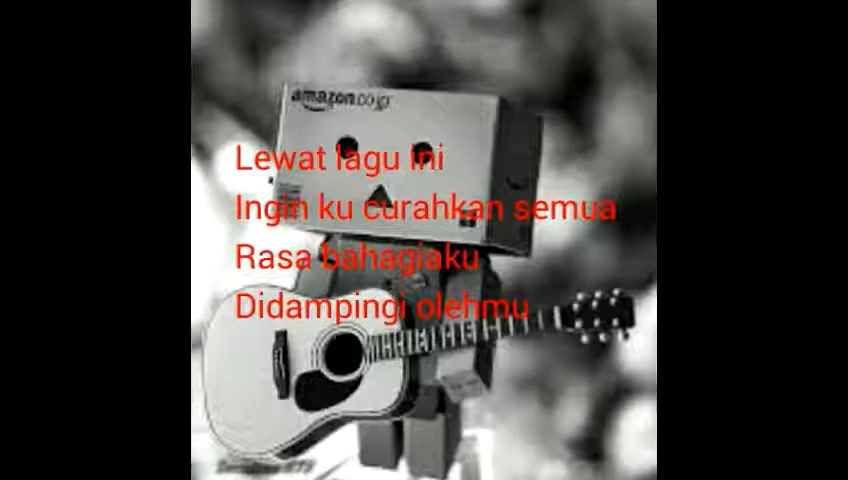 amazon.co.jp
Lewat lagu ini
Ingin ku curahkan semua
Rasa bahagiaku
Didampingi olehmu